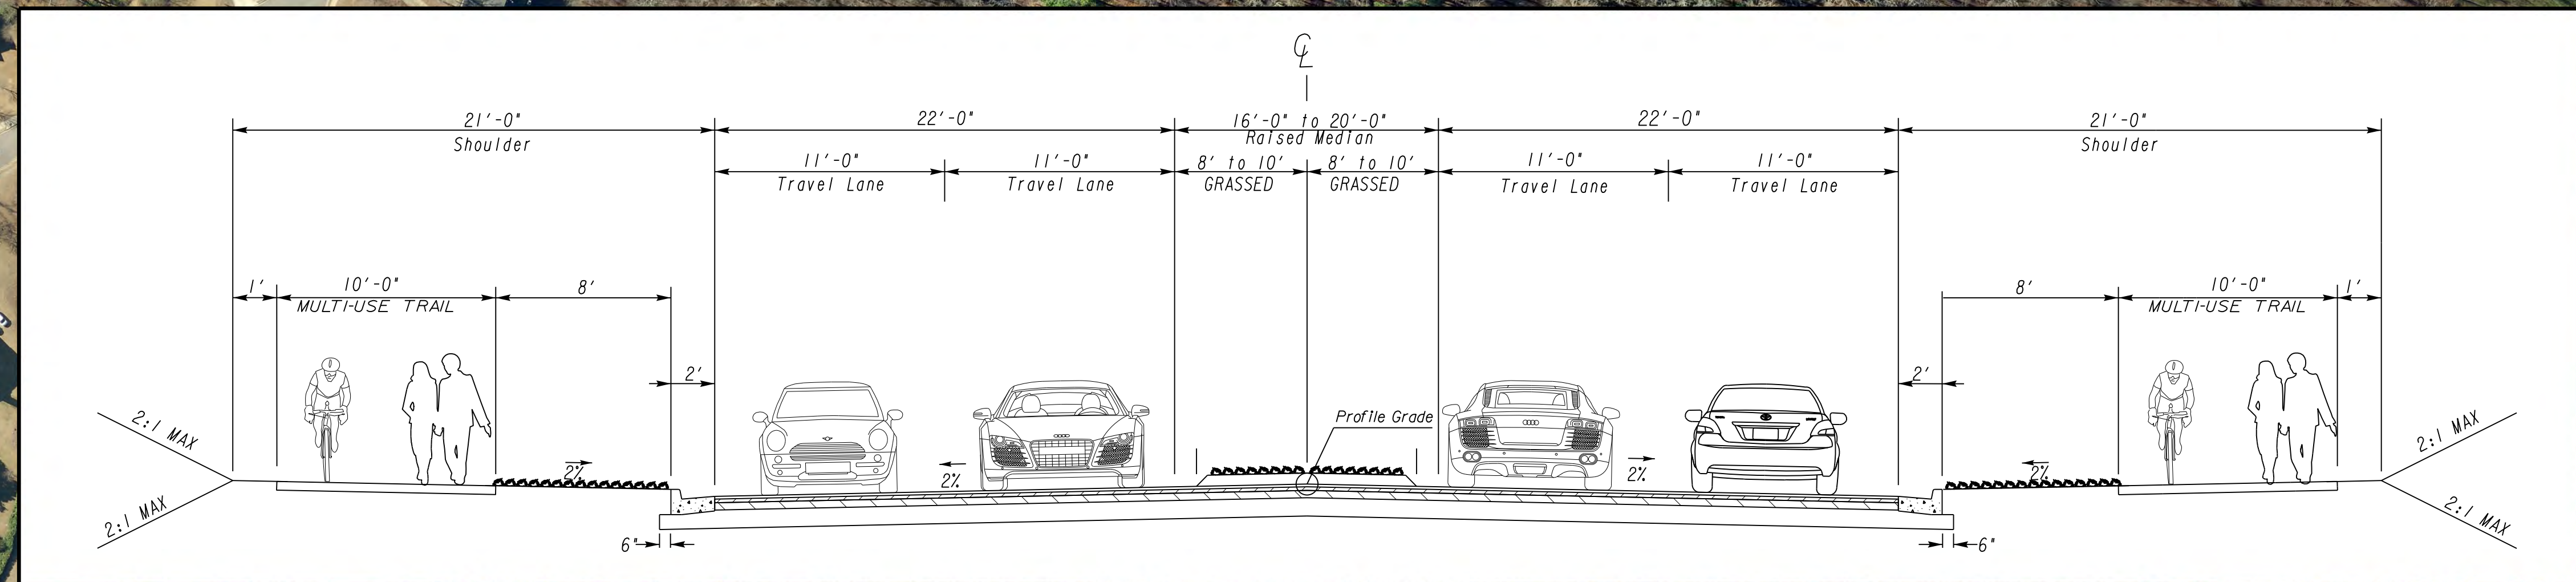 ℄
21'-0"
Shoulder
22'-0"
16'-0" to 20'-0"
Raised Median
22'-0"
21'-0"
Shoulder
11'-0"
Travel Lane
11'-0"
Travel Lane
8' to 10'
GRASSED
8' to 10'
GRASSED
11'-0"
Travel Lane
11'-0"
Travel Lane
1'
10'-0"
MULTI-USE TRAIL
8'
8'
10'-0"
MULTI-USE TRAIL
1'
2'
2'
Profile Grade
2:1 MAX
2:1 MAX
2%
2%
2%
2%
2:1 MAX
2:1 MAX
6"
6"